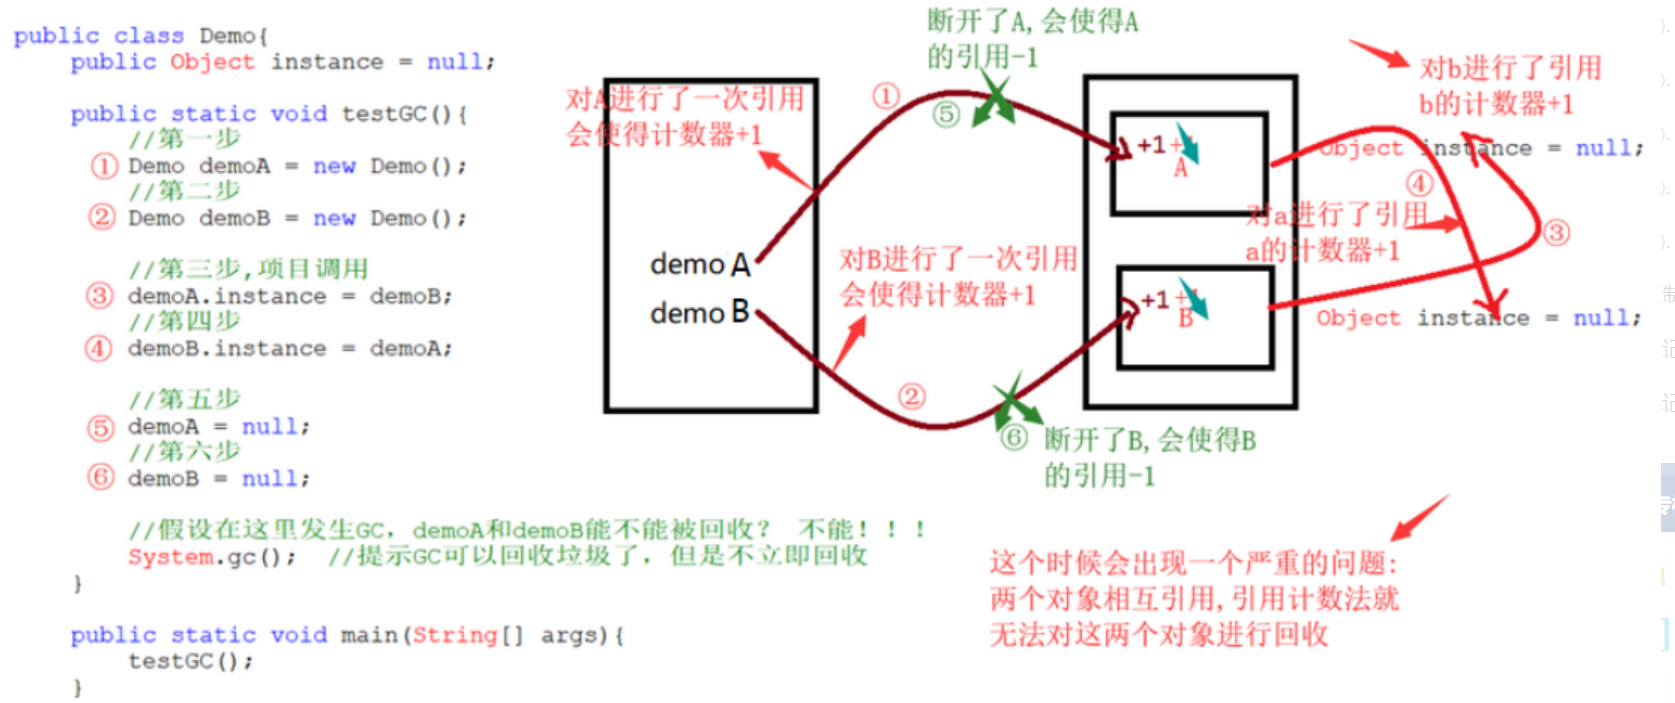 public class Demo{
public Object instance = null;
public static void testGC(){
//第一步
① Demo demoA = new Demo();
//第二步
② Demo demoB = new Demo();
//第三步,项目调用
③ demoA.instance = demoB;
//第四步
④ demoB.instance = demoA;
//第五步
⑤ demoA = null;
//第六步
⑥ demoB = null;
//假设在这里发生GC，demoA和demoB能不能被回收？ 不能！！！
System.gc(); //提示GC可以回收垃圾了，但是不立即回收
}
public static void main(String[] args){
testGC();
}
对A进行了一次引用
会使得计数器+1
demo A
demo B
①
断开了A,会使得A
的引用-1
⑤
对B进行了一次引用
会使得计数器+1
②
⑥ 断开了B,会使得B
的引用-1
+1
A
+1
B
对b进行了引用
b的计数器+1
Object instance = null;
④
对a进行了引用
a的计数器+1
③
Object instance = null;
这个时候会出现一个严重的问题:
两个对象相互引用,引用计数法就
无法对这两个对象进行回收